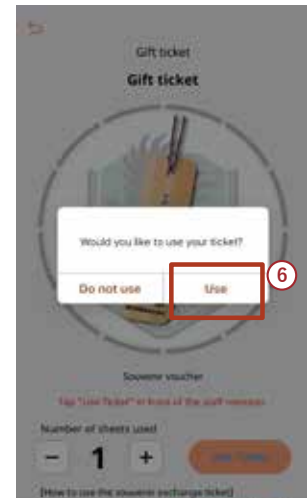 Gift ticket
Gift ticket
Would you like to use your ticket?
Do not use
Use
6
Souvenir voucher
Tap "Use Ticket" in front of the staff member
Number of sheets used
− 1 +
Use Ticket
[How to use the souvenir exchange ticket]